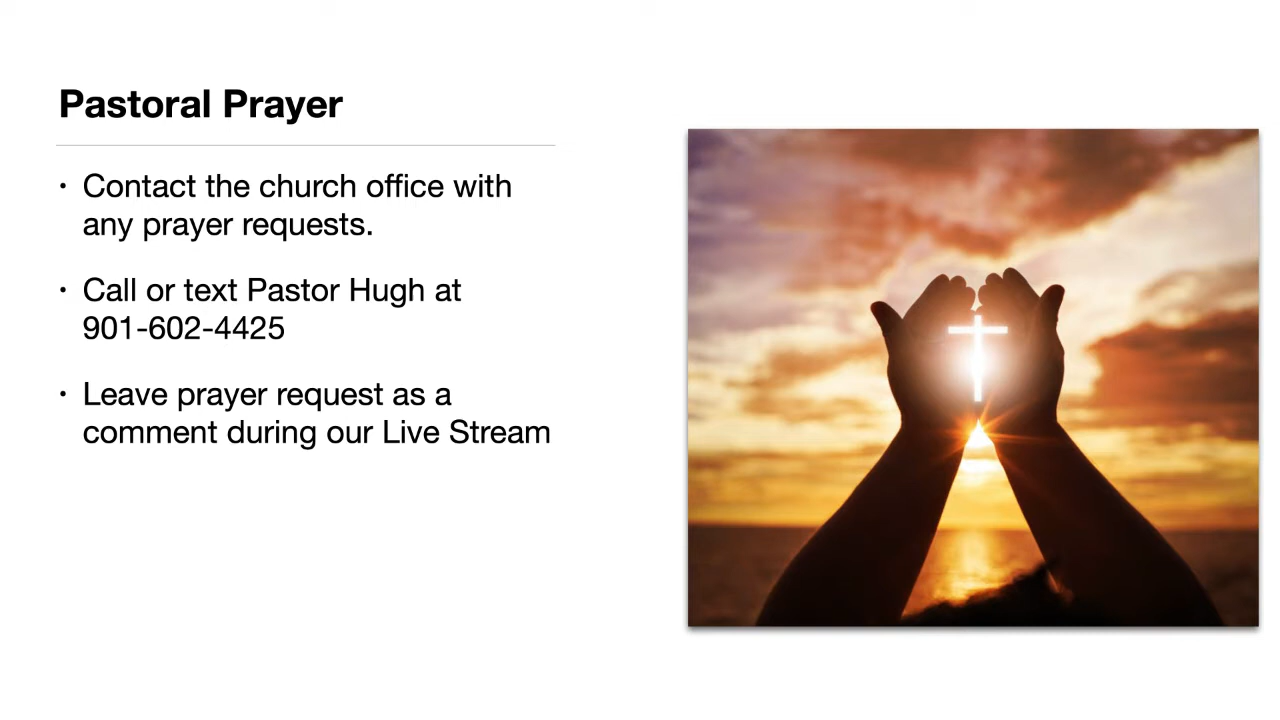 Pastoral Prayer
• Contact the church office with
any prayer requests.
• Call or text Pastor Hugh at
901-602-4425
• Leave prayer request as a
comment during our Live Stream